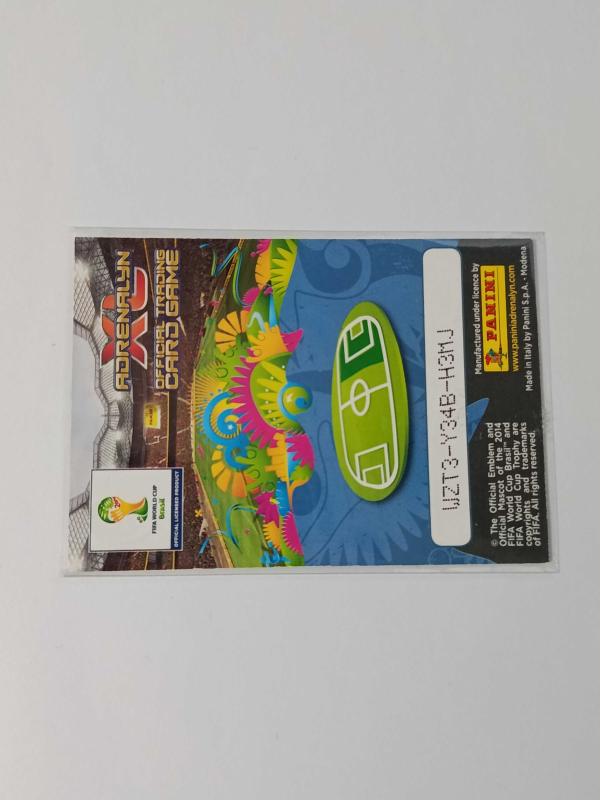 FIFA WORLD CUP
Brasil
OFFICIAL LICENSED PRODUCT
ADRENALYN
XL
OFFICIAL TRADING
CARD GAME
WZT3-Y34B-H3MJ
© The Official Emblem and
Official Mascot of the 2014
FIFA World Cup Brasil™ and
FIFA World Cup Trophy are
copyrights and trademarks
of FIFA. All rights reserved.
Manufactured under licence by
PANINI
www.paniniadrenalyn.com
Made in Italy by Panini S.p.A. - Modena